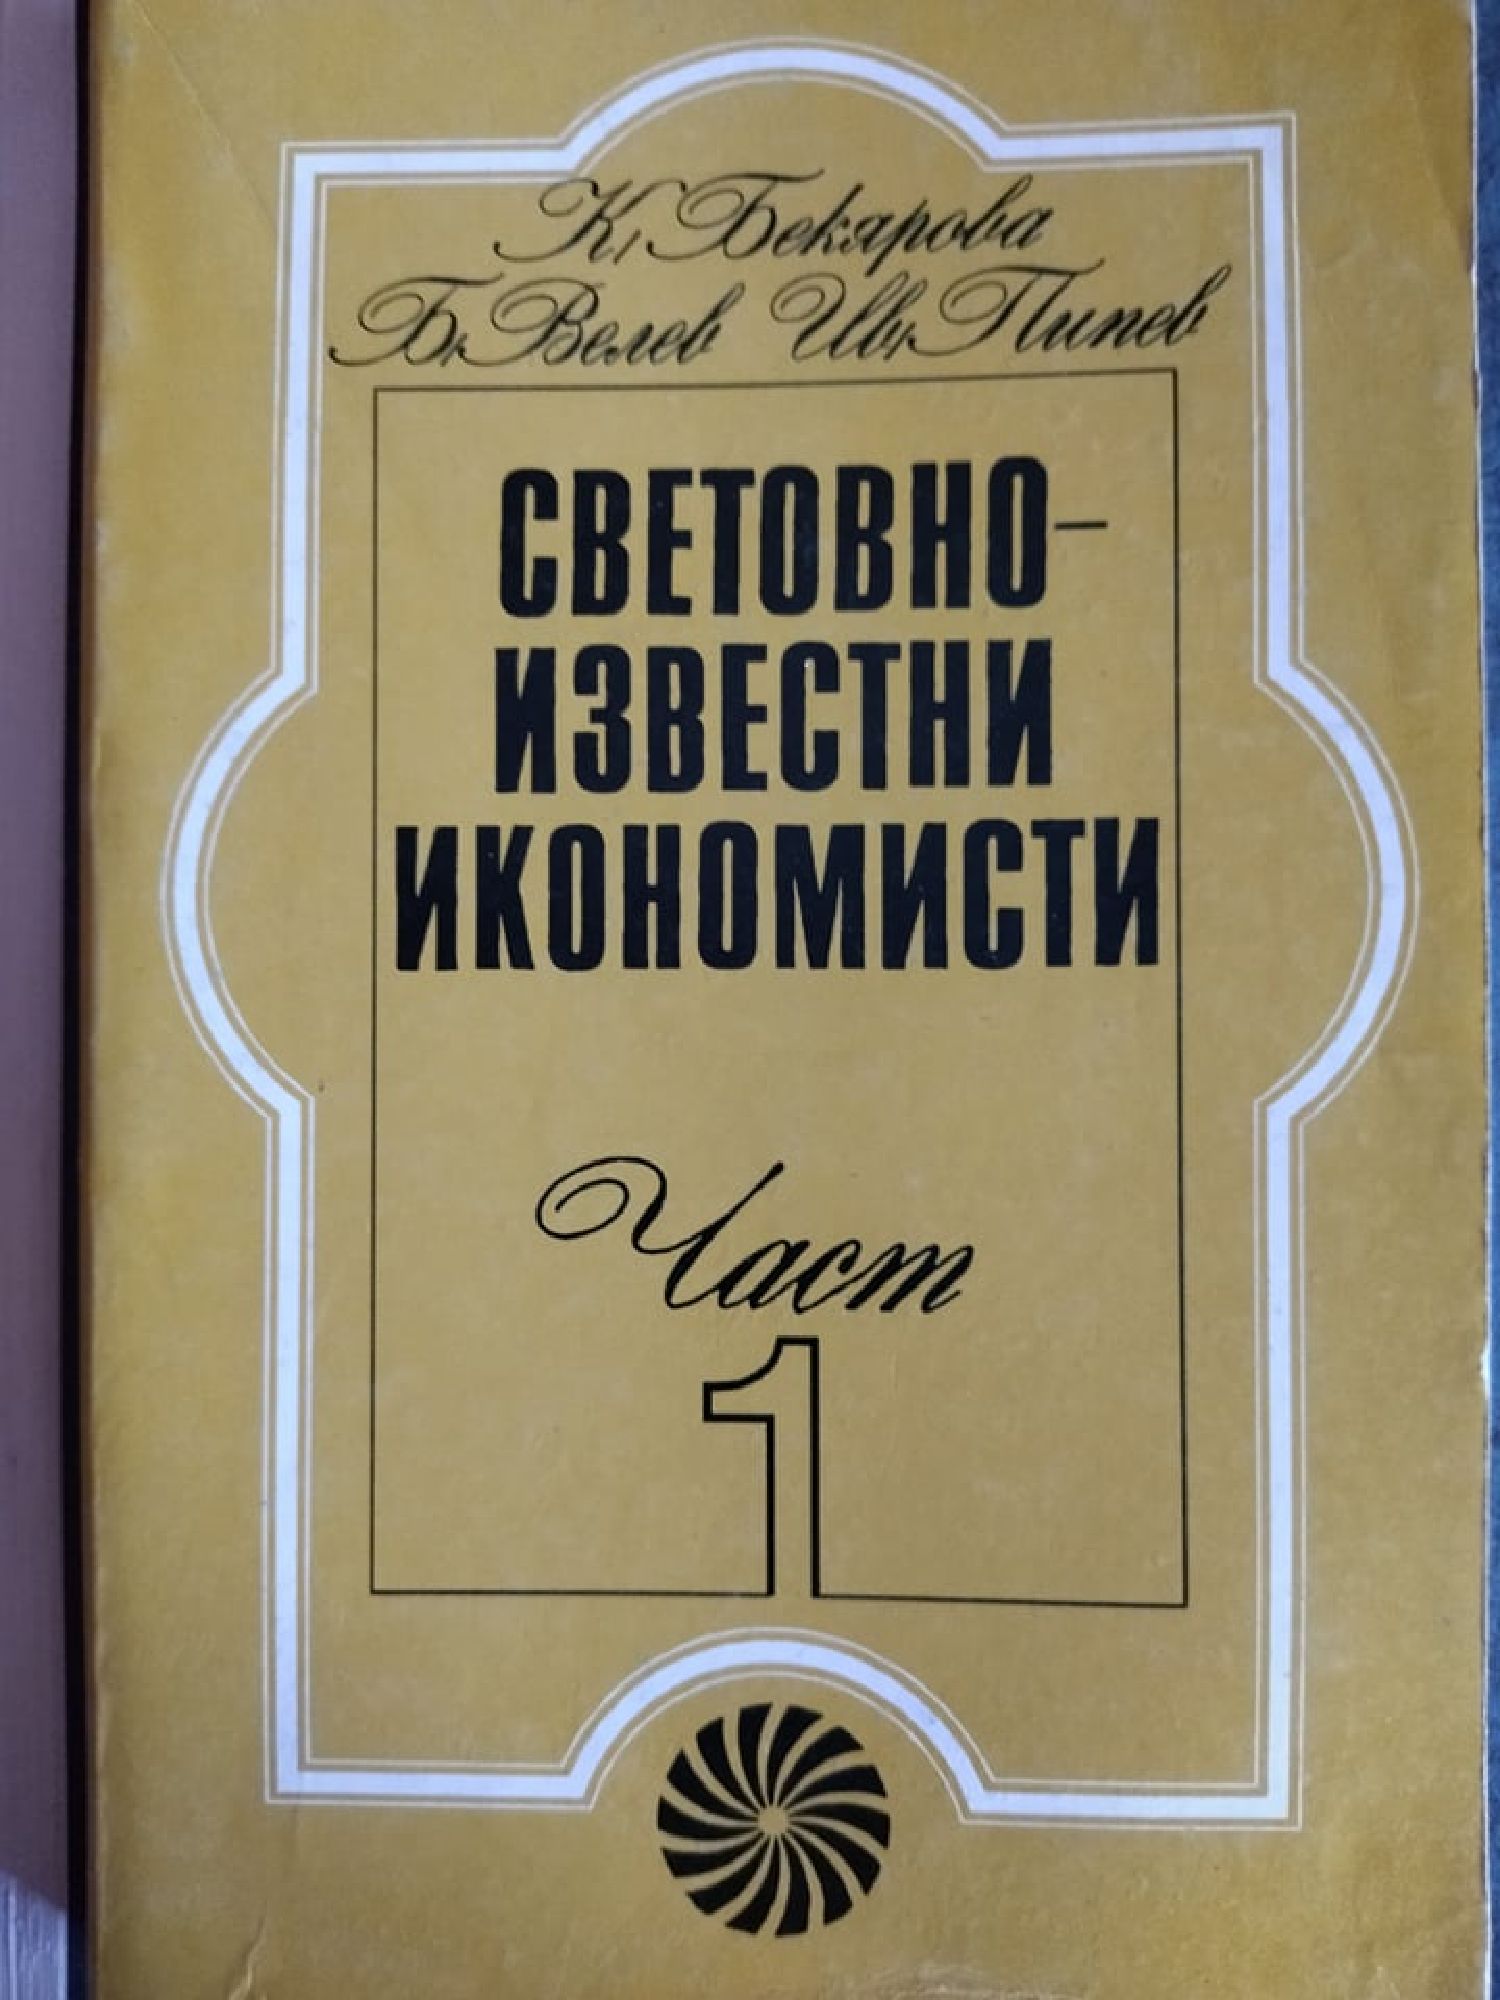 К. Бекярова
Б. Велев Ив. Пипев
СВЕТОВНО-
ИЗВЕСТНИ
ИКОНОМИСТИ
Част
1